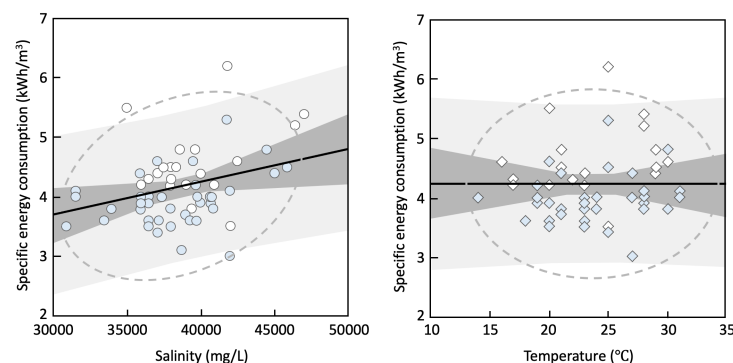 Specific energy consumption (kWh/m³)
7
6
5
4
3
2
30000 35000 40000 45000 50000
Salinity (mg/L)
Specific energy consumption (kWh/m³)
7
6
5
4
3
2
10 15 20 25 30 35
Temperature (℃)